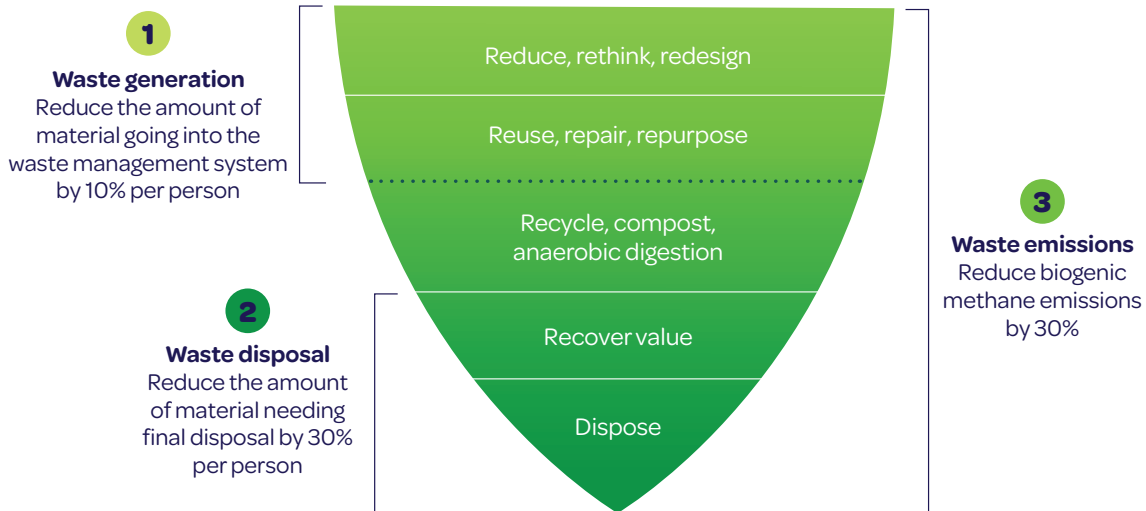 1
Waste generation
Reduce the amount of
material going into the
waste management system
by 10% per person
Reduce, rethink, redesign
Reuse, repair, repurpose
Recycle, compost,
anaerobic digestion
Recover value
Dispose
2
Waste disposal
Reduce the amount
of material needing
final disposal by 30%
per person
3
Waste emissions
Reduce biogenic
methane emissions
by 30%